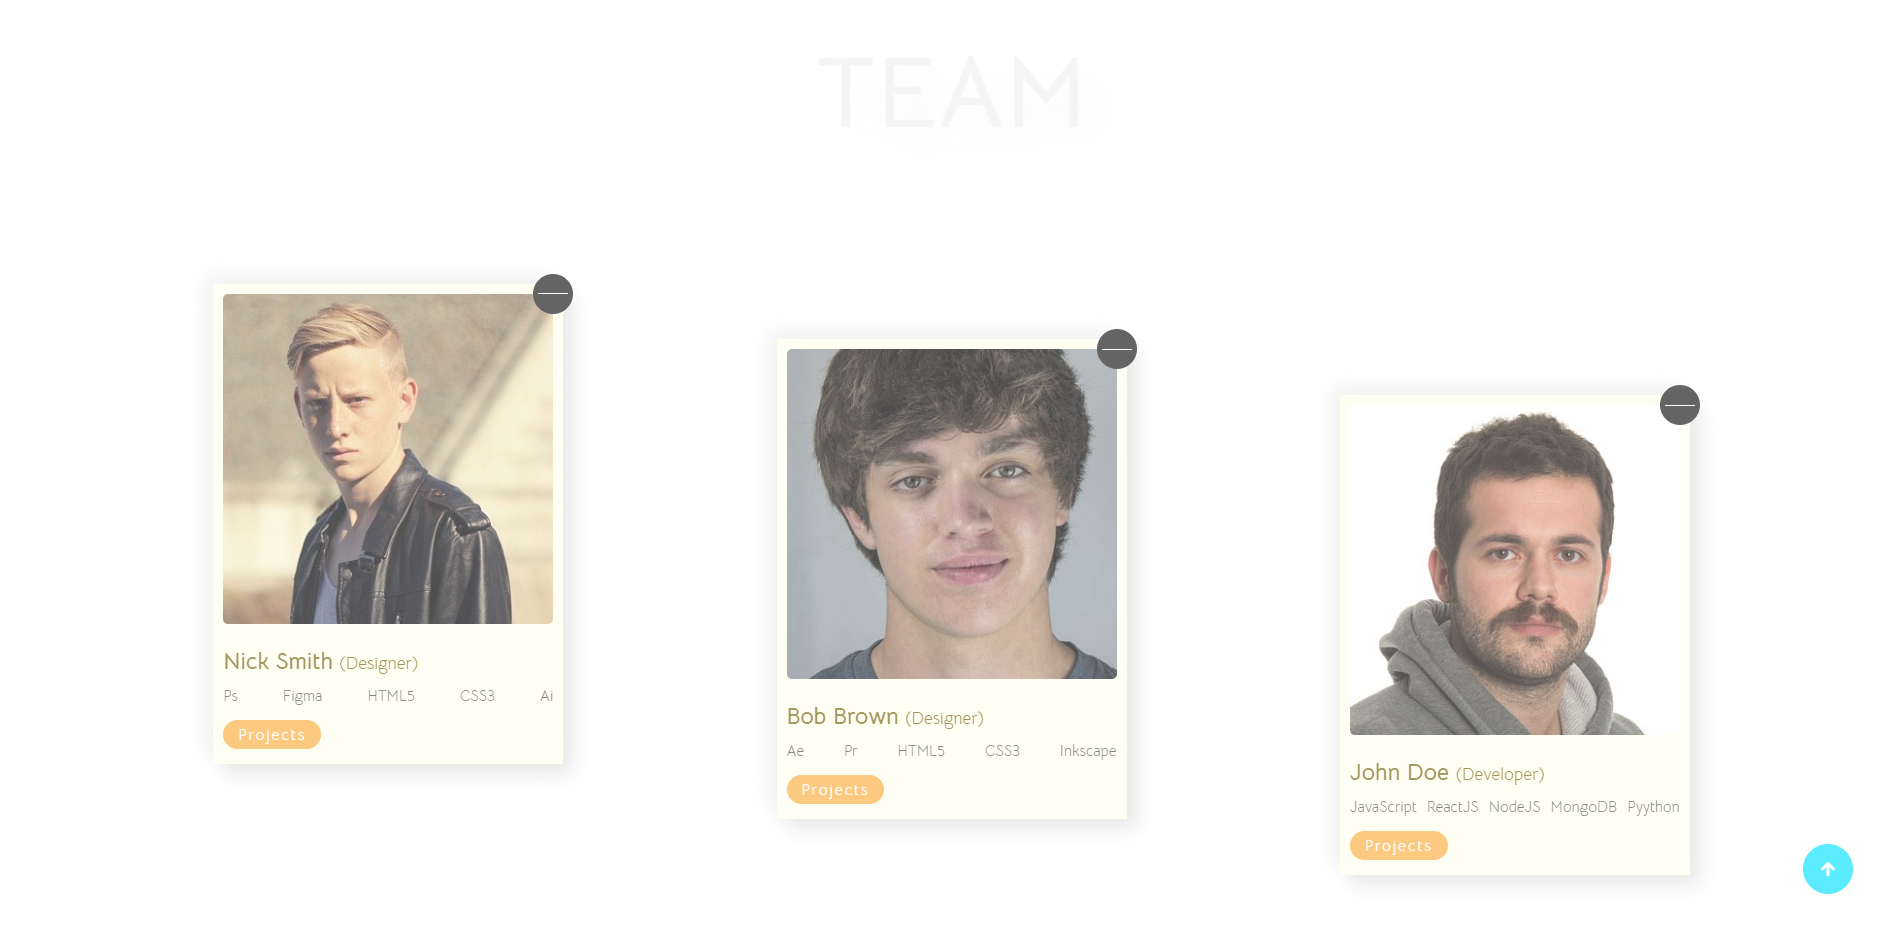 TEAM
Nick Smith (Designer)
Ps Figma HTML5 CSS3 Ai
Projects
Bob Brown (Designer)
Ae Pr HTML5 CSS3 Inkscape
Projects
John Doe (Developer)
JavaScript ReactJS NodeJS MongoDB Pyython
Projects